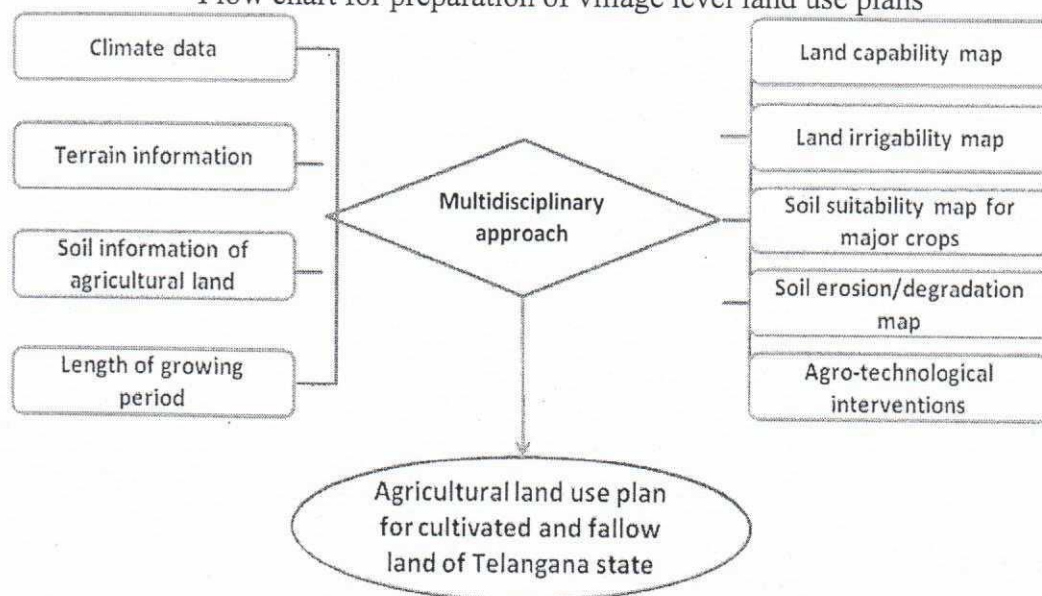 Flow chart for preparation of village level land use plans
Climate data
Terrain information
Soil information of
agricultural land
Length of growing
period
Multidisciplinary
approach
Land capability map
Land irrigability map
Soil suitability map for
major crops
Soil erosion/degradation
map
Agro-technological
interventions
Agricultural land use plan
for cultivated and fallow
land of Telangana state